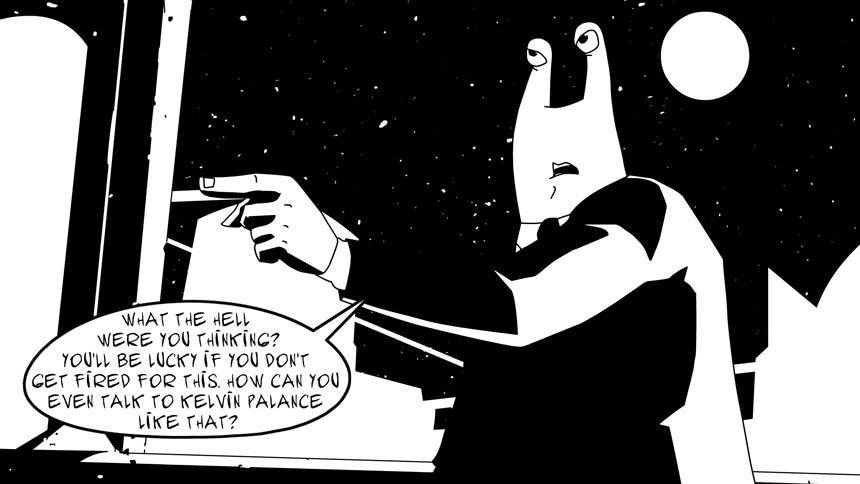 WHAT THE HELL
WERE YOU THINKING?
YOU'LL BE LUCKY IF YOU DON'T
GET FIRED FOR THIS. HOW CAN YOU
EVEN TALK TO KELVIN PALANCE
LIKE THAT?